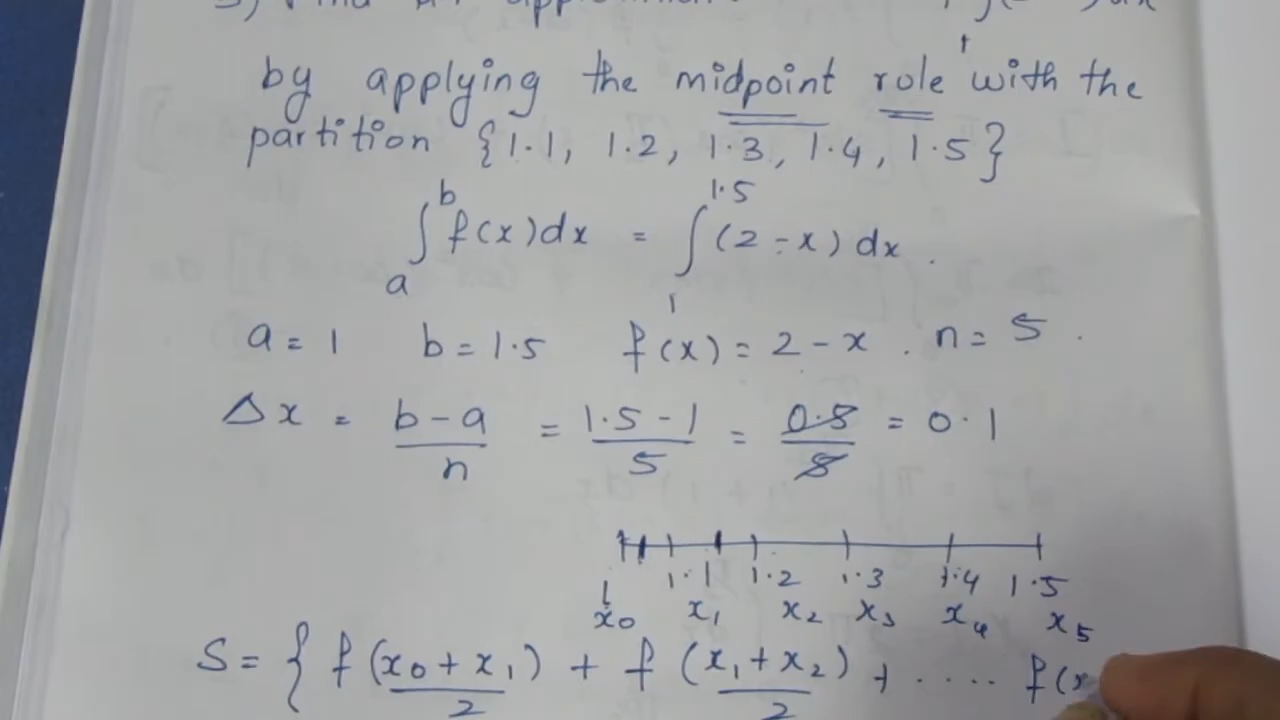 by applying the midpoint role with the
partition {1.1, 1.2, 1.3, 1.4, 1.5}
∫_a^b f(x)dx = ∫_1^1.5 (2-x) dx.
a = 1 b = 1.5 f(x) = 2 - x . n = 5 .
Δx = (b-a)/n = (1.5-1)/5 = 0.5/5 = 0.1
1 1.1 1.2 1.3 1.4 1.5
x₀ x₁ x₂ x₃ x₄ x₅
S = { f(x₀+x₁)/2 + f(x₁+x₂)/2 + ..... f(x